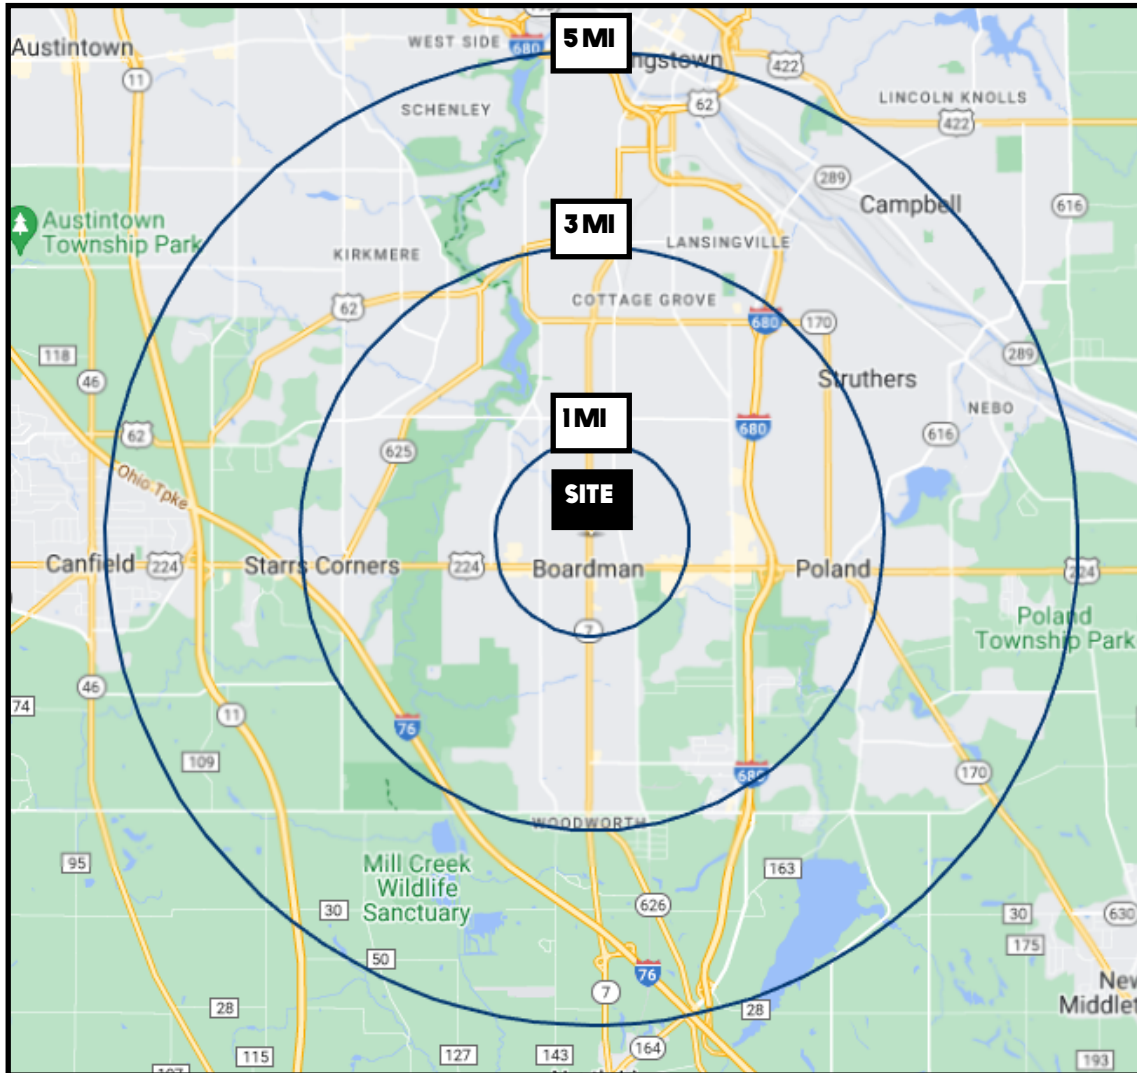 Austintown
WEST SIDE
680
5 MI
ngstown
422
11
SCHENLEY
62
LINCOLN KNOLLS
422
289
Campbell
616
Austintown
Township Park
3 MI
LANSINGVILLE
KIRKMERE
62
COTTAGE GROVE
680
170
118
46
289
Struthers
1 MI
NEBO
62
625
680
616
Ohio Tpke
SITE
Canfield
224
Starrs Corners
224
Boardman
Poland
224
7
Poland
Township Park
46
74
11
76
109
680
170
WOODWORTH
95
Mill Creek
Wildlife
Sanctuary
163
30
626
30
630
175
50
76
7
New
Middlet
28
28
115
127
143
164
193